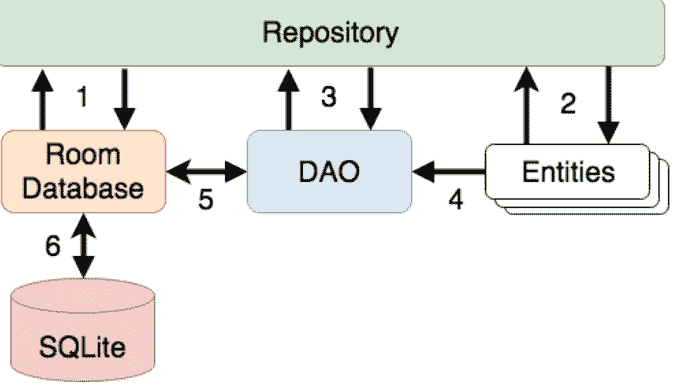 Repository
1
3
2
Room
Database
DAO
Entities
5
4
6
SQLite